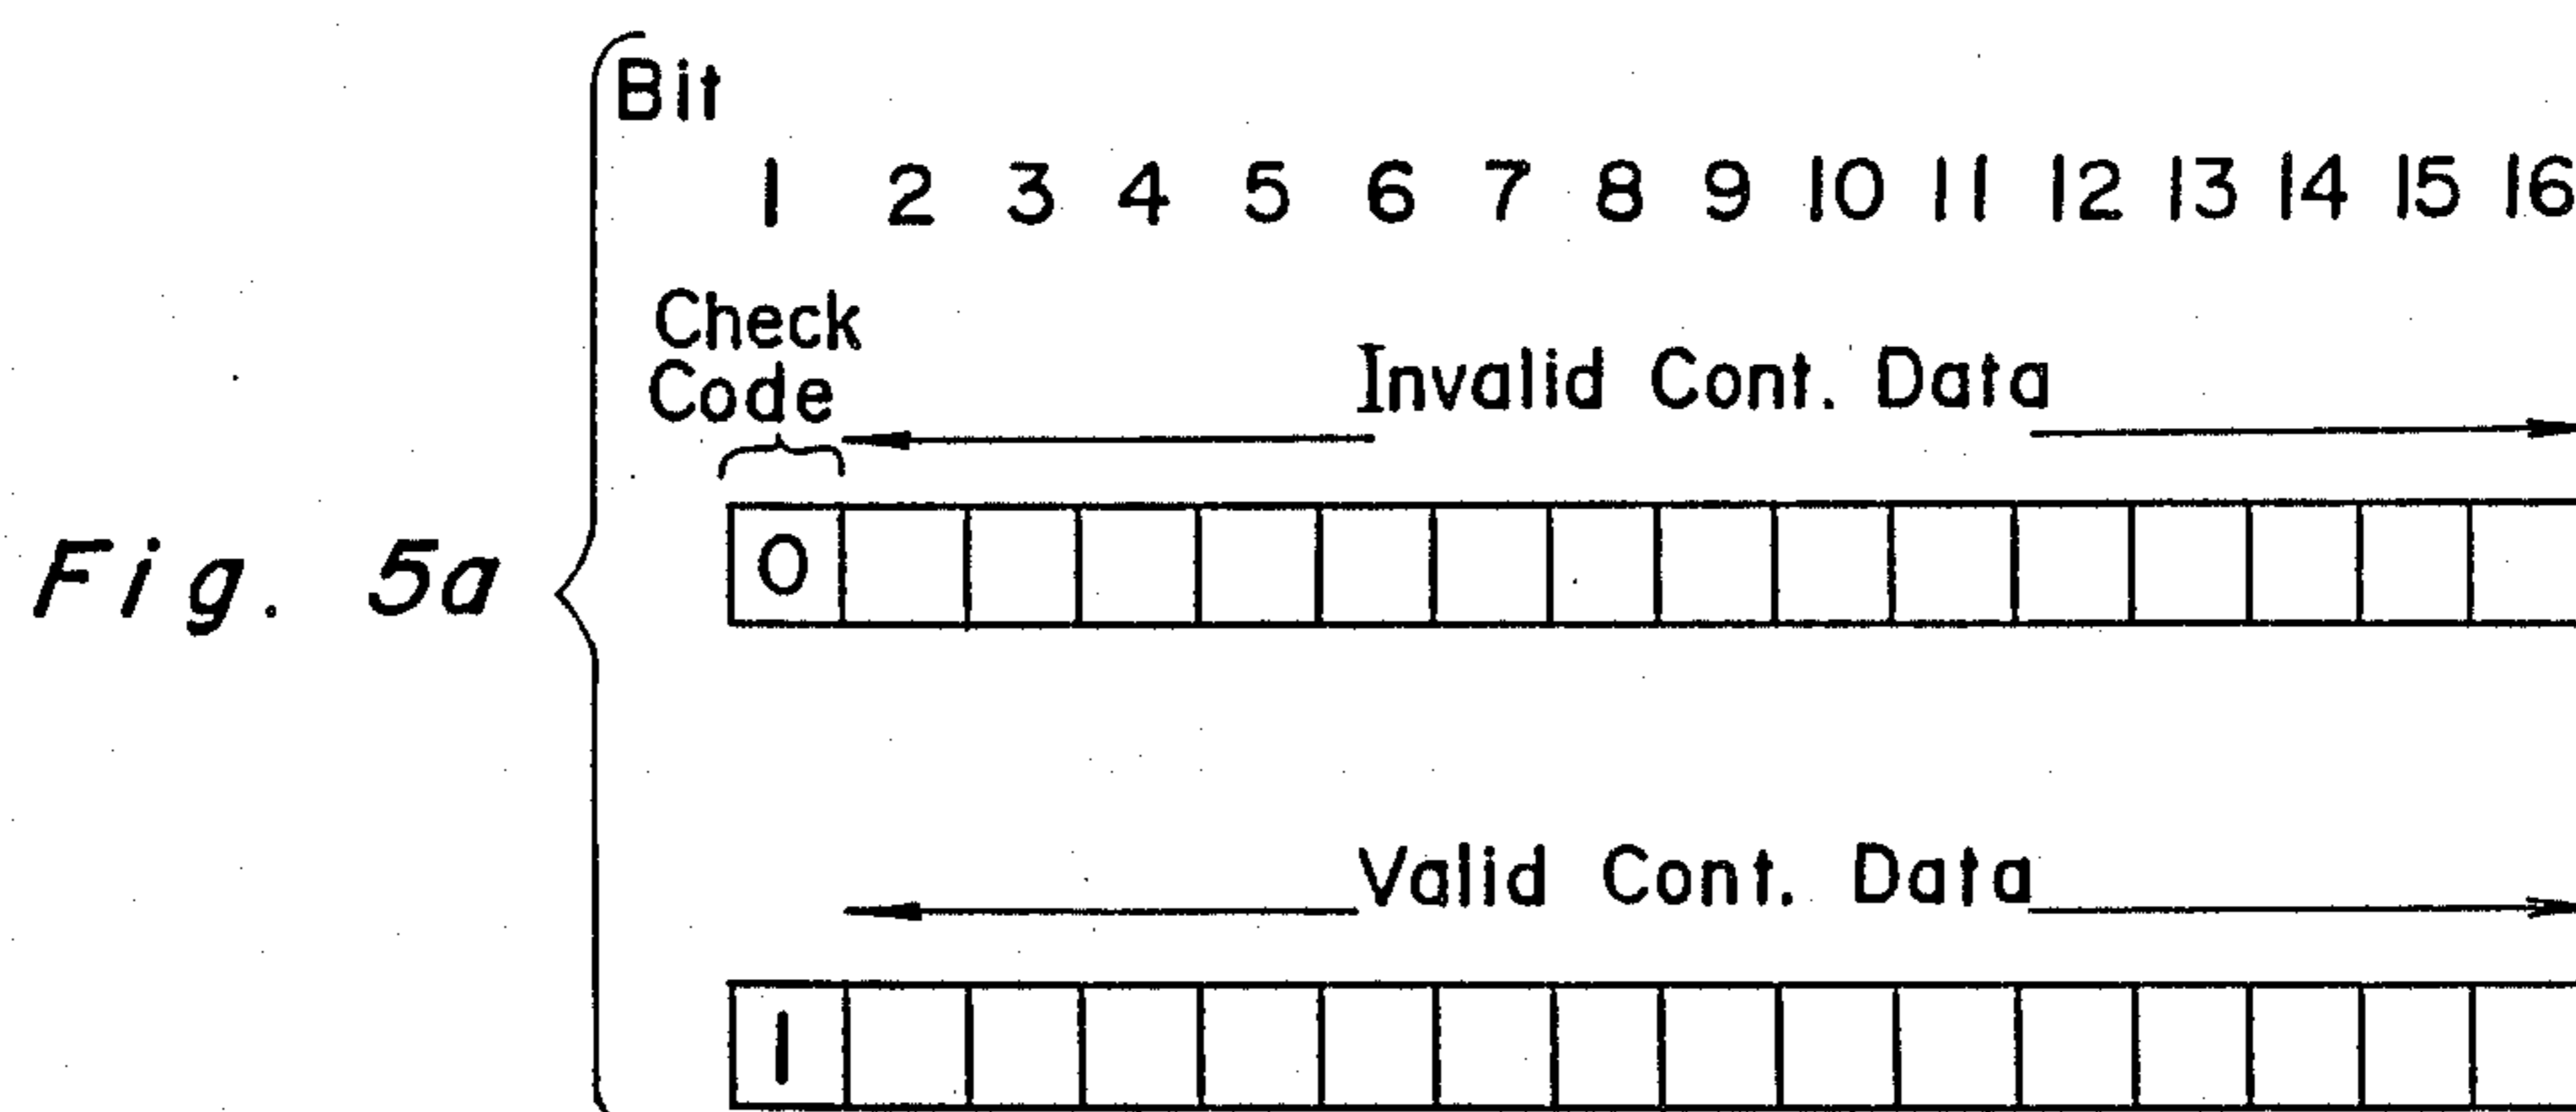 Bit
1 2 3 4 5 6 7 8 9 10 11 12 13 14 15 16
Check
Code
Invalid Cont. Data
Fig. 5a
0
Valid Cont. Data
1